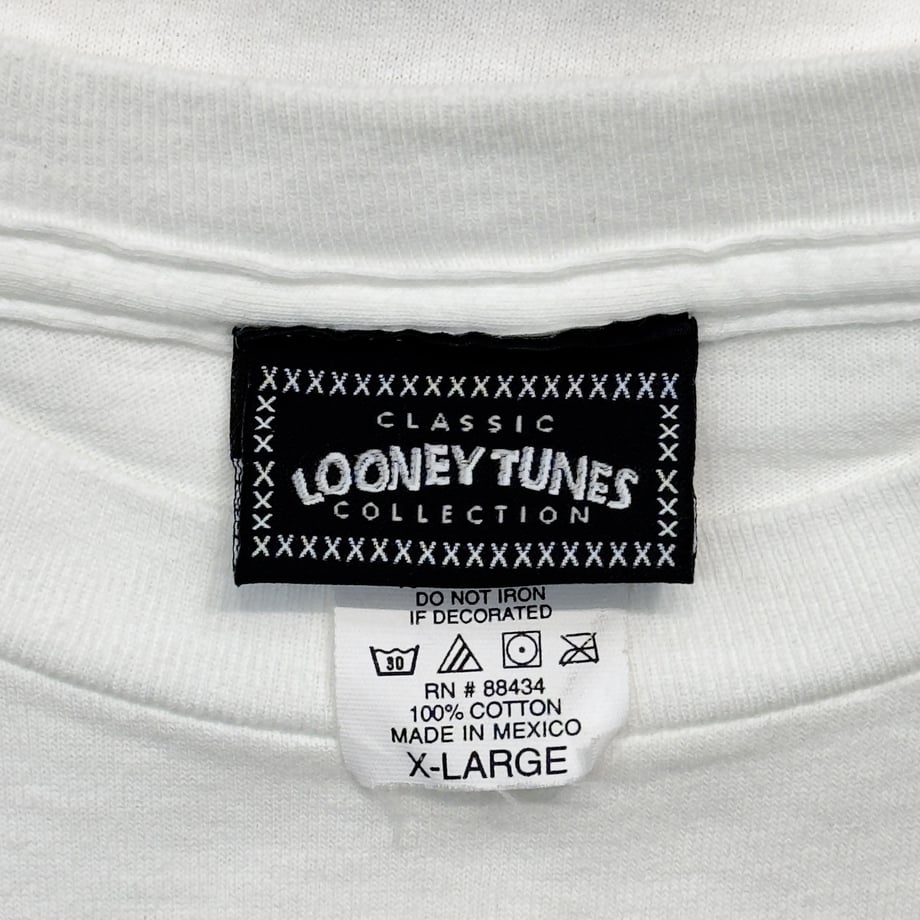 CLASSIC
LOONEY TUNES
COLLECTION
DO NOT IRON
IF DECORATED
30
RN # 88434
100% COTTON
MADE IN MEXICO
X-LARGE